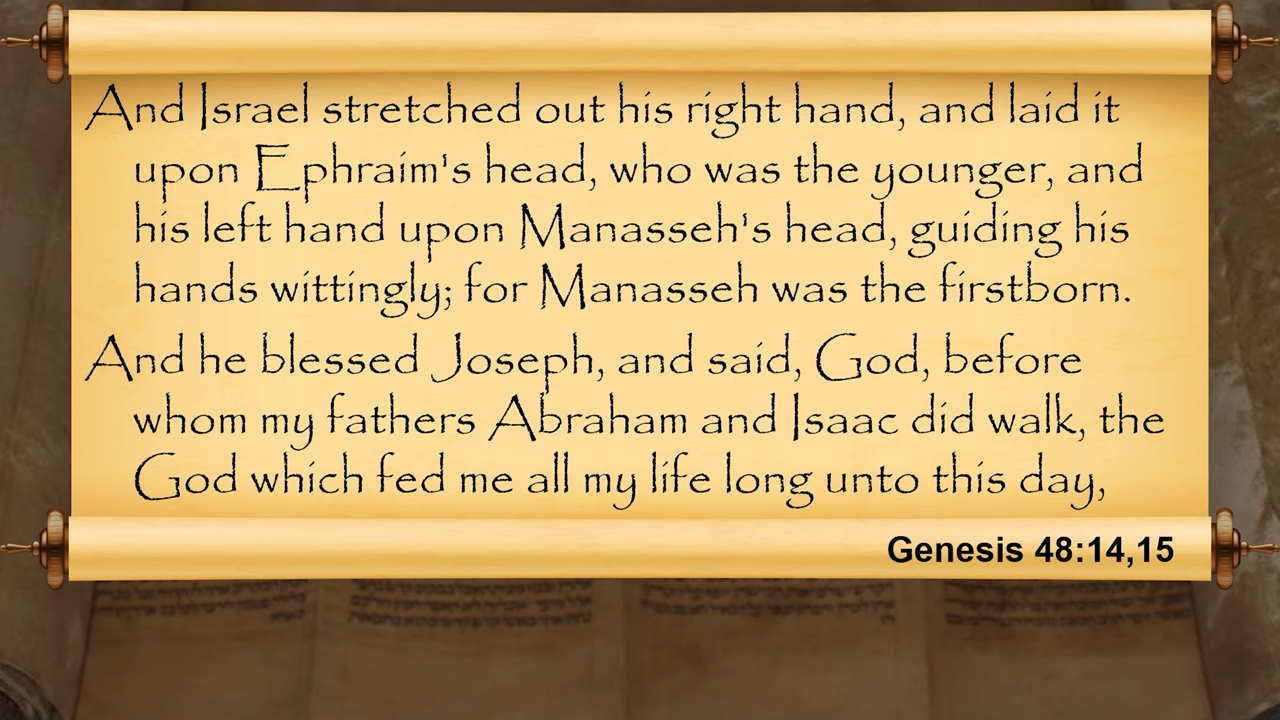 And Israel stretched out his right hand, and laid it
upon Ephraim's head, who was the younger, and
his left hand upon Manasseh's head, guiding his
hands wittingly; for Manasseh was the firstborn.
And he blessed Joseph, and said, God, before
whom my fathers Abraham and Isaac did walk, the
God which fed me all my life long unto this day,
Genesis 48:14,15